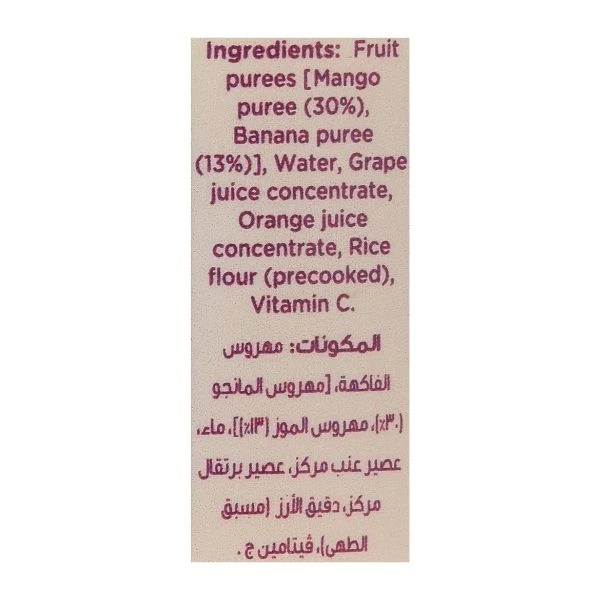 Ingredients: Fruit
purees [Mango
puree (30%),
Banana puree
(13%)], Water, Grape
juice concentrate,
Orange juice
concentrate, Rice
flour (precooked),
Vitamin C.
المكونات: مهروس
الفاكهة، [مهروس المانجو
(٣٠٪)، مهروس الموز (١٣٪)]، ماء،
عصير عنب مركز، عصير برتقال
مركز، دقيق الأرز (مسبق
الطهي)، ڤيتامين ج.